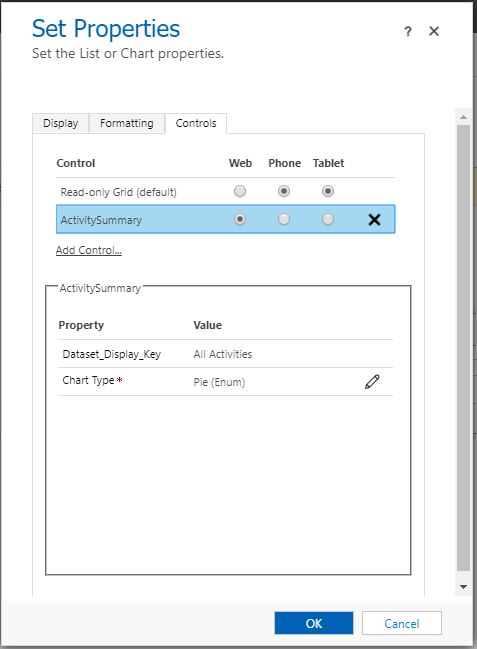 Set Properties
?
Set the List or Chart properties.
Display Formatting Controls
Control Web Phone Tablet
Read-only Grid (default)
ActivitySummary
Add Control...
ActivitySummary
Property Value
Dataset_Display_Key All Activities
Chart Type * Pie (Enum)
OK Cancel